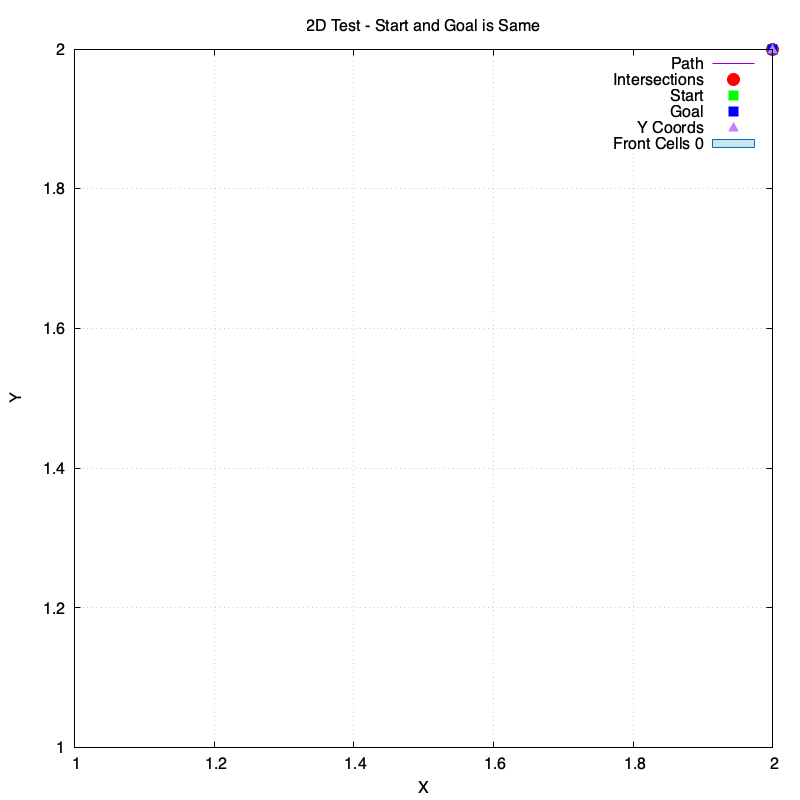 2D Test - Start and Goal is Same
2
Path
Intersections
Start
Goal
Y Coords
Front Cells 0
1.8
1.6
Y
1.4
1.2
1
1 1.2 1.4 1.6 1.8 2
X